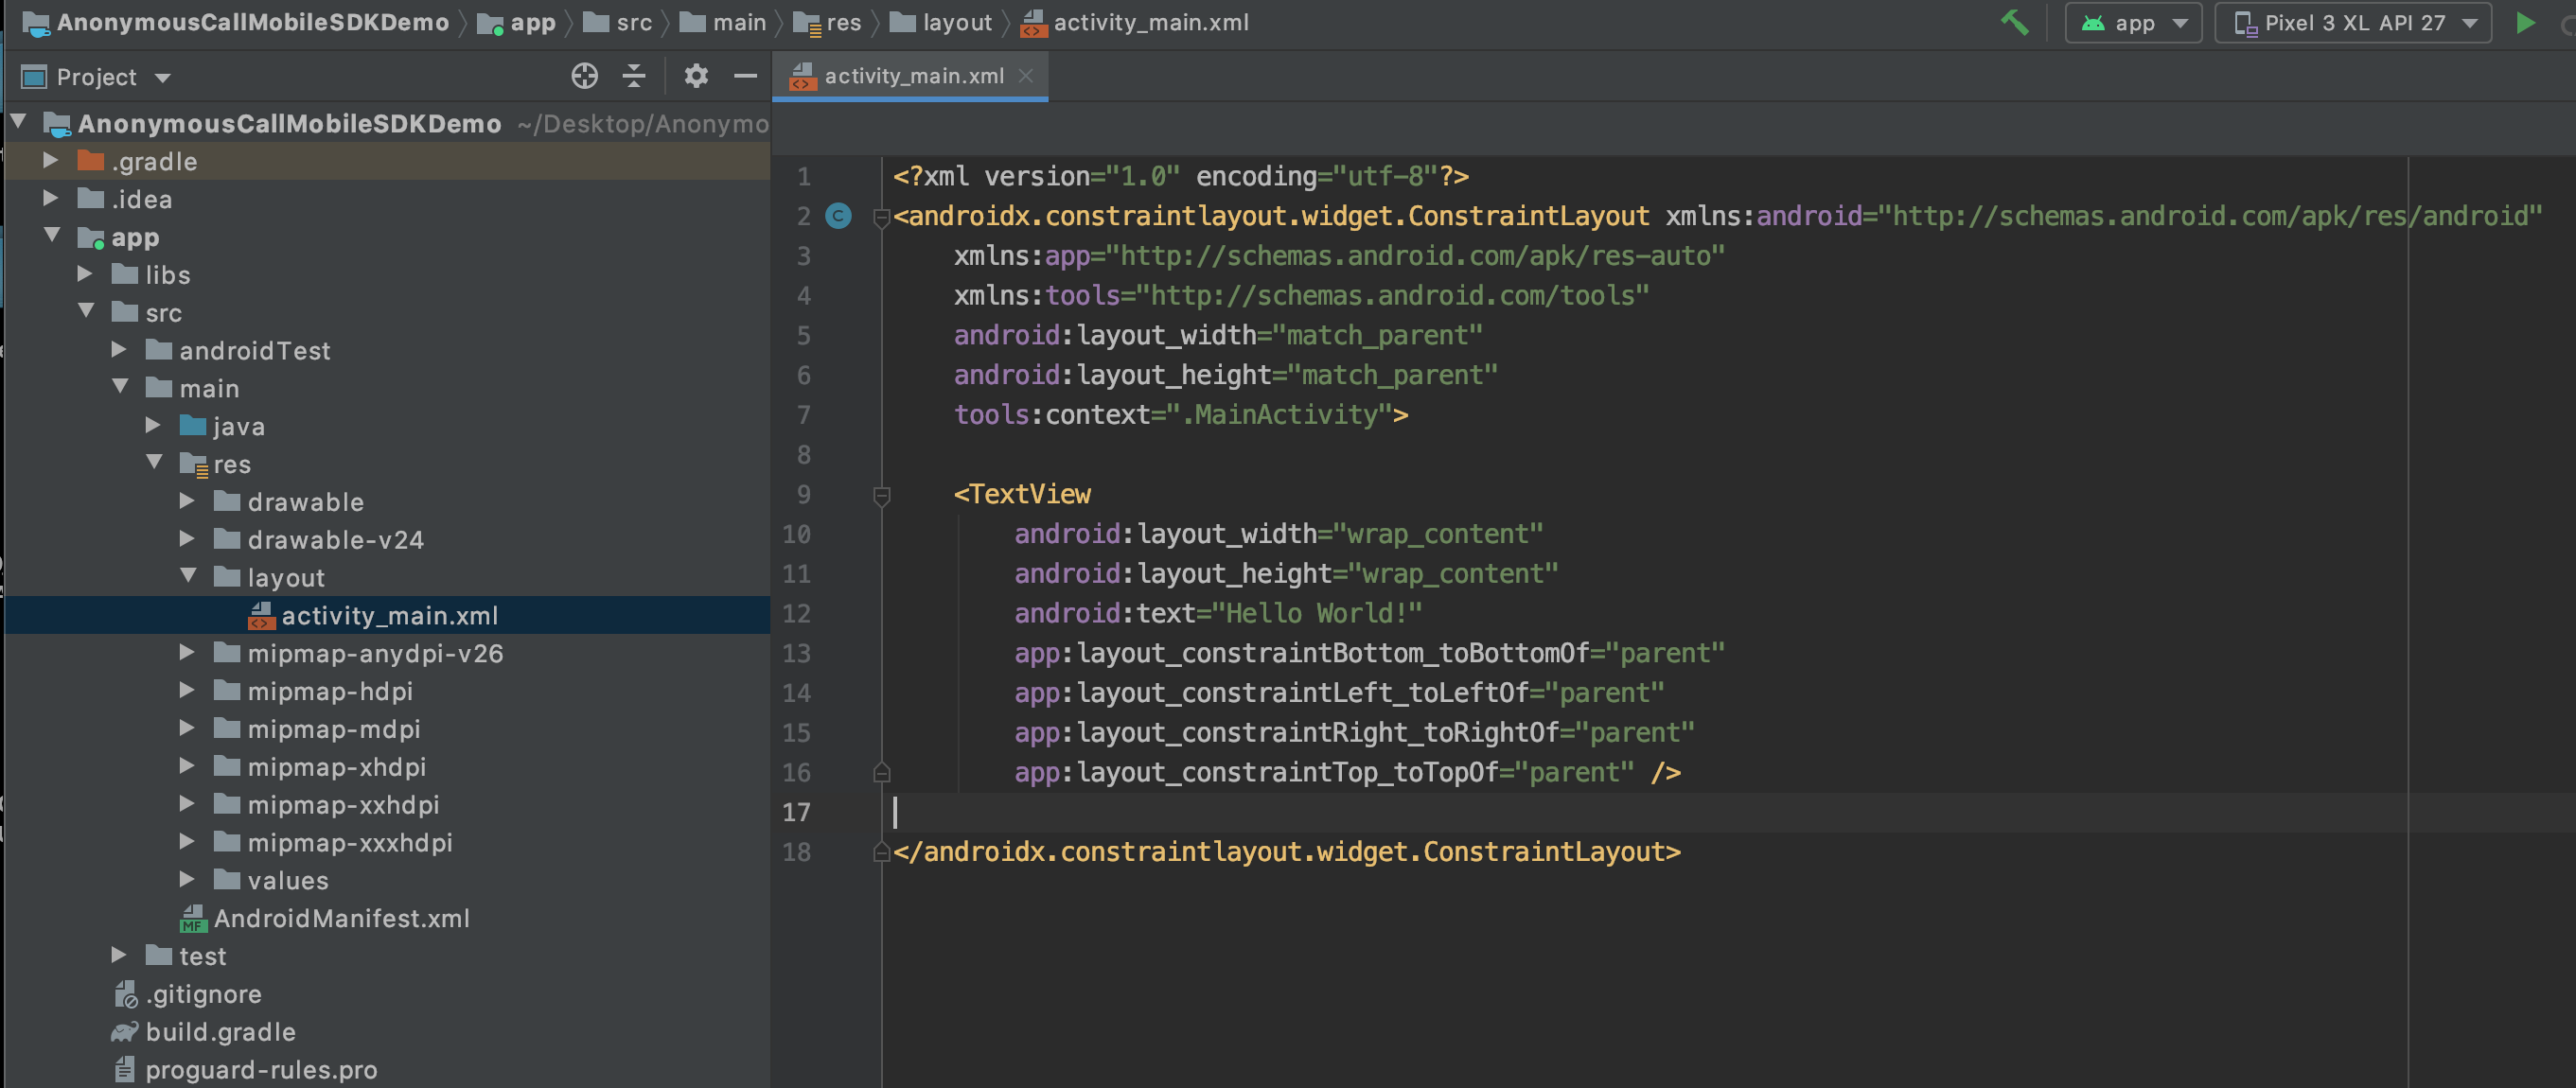 AnonymousCallMobileSDKDemo app src main res layout activity_main.xml app Pixel 3 XL API 27
Project
activity_main.xml
AnonymousCallMobileSDKDemo ~/Desktop/Anonymo
.gradle
.idea
app
libs
src
androidTest
main
java
res
drawable
drawable-v24
layout
activity_main.xml
mipmap-anydpi-v26
mipmap-hdpi
mipmap-mdpi
mipmap-xhdpi
mipmap-xxhdpi
mipmap-xxxhdpi
values
MF AndroidManifest.xml
test
.gitignore
build.gradle
proguard-rules.pro
1 <?xml version="1.0" encoding="utf-8"?>
2 C <androidx.constraintlayout.widget.ConstraintLayout xmlns:android="http://schemas.android.com/apk/res/android"
3 xmlns:app="http://schemas.android.com/apk/res-auto"
4 xmlns:tools="http://schemas.android.com/tools"
5 android:layout_width="match_parent"
6 android:layout_height="match_parent"
7 tools:context=".MainActivity">
8
9 <TextView
10 android:layout_width="wrap_content"
11 android:layout_height="wrap_content"
12 android:text="Hello World!"
13 app:layout_constraintBottom_toBottomOf="parent"
14 app:layout_constraintLeft_toLeftOf="parent"
15 app:layout_constraintRight_toRightOf="parent"
16 app:layout_constraintTop_toTopOf="parent" />
17
18 </androidx.constraintlayout.widget.ConstraintLayout>